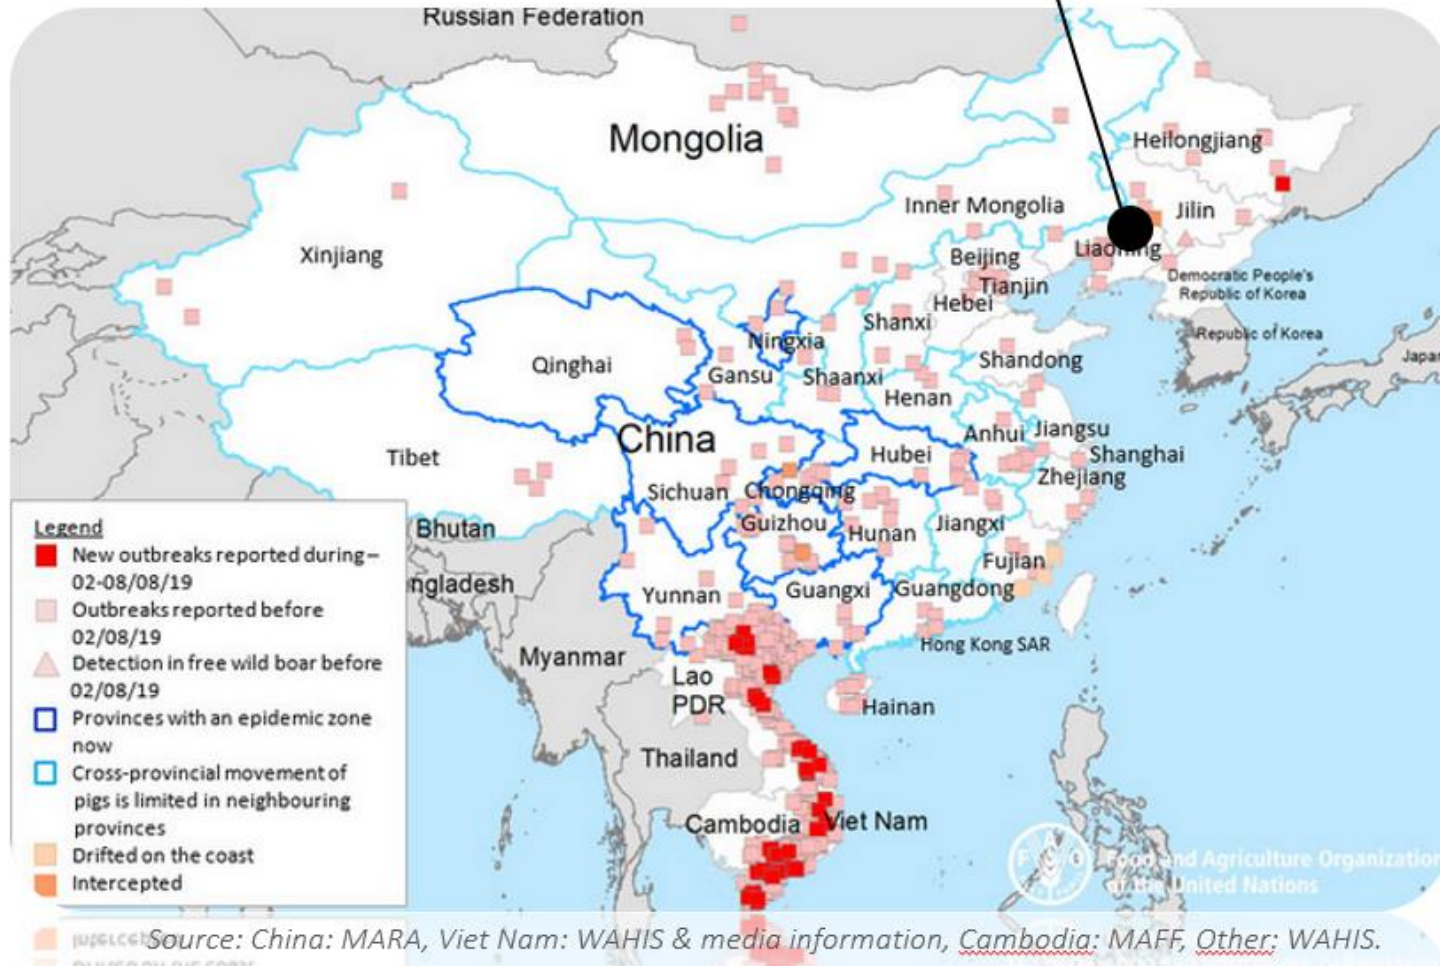 Russian Federation
Mongolia
Heilongjiang
Inner Mongolia
Jilin
Xinjiang
Beijing
Liaoning
Tianjin
Democratic People's
Republic of Korea
Hebei
Shanxi
Republic of Korea
Ningxia
Shandong
Japan
Qinghai
Gansu
Shaanxi
Henan
China
Anhui
Jiangsu
Tibet
Hubei
Shanghai
Zhejiang
Sichuan
Chongqing
Guizhou
Jiangxi
Hunan
Bhutan
Fujian
ngladesh
Yunnan
Guangxi
Guangdong
Hong Kong SAR
Myanmar
Lao
PDR
Hainan
Thailand
Cambodia
Viet Nam
Legend
New outbreaks reported during–
02-08/08/19
Outbreaks reported before
02/08/19
Detection in free wild boar before
02/08/19
Provinces with an epidemic zone
now
Cross-provincial movement of
pigs is limited in neighbouring
provinces
Drifted on the coast
Intercepted
FAO
Food and Agriculture Organization
of the United Nations
Source: China: MARA, Viet Nam: WAHIS & media information, Cambodia: MAFF, Other: WAHIS.